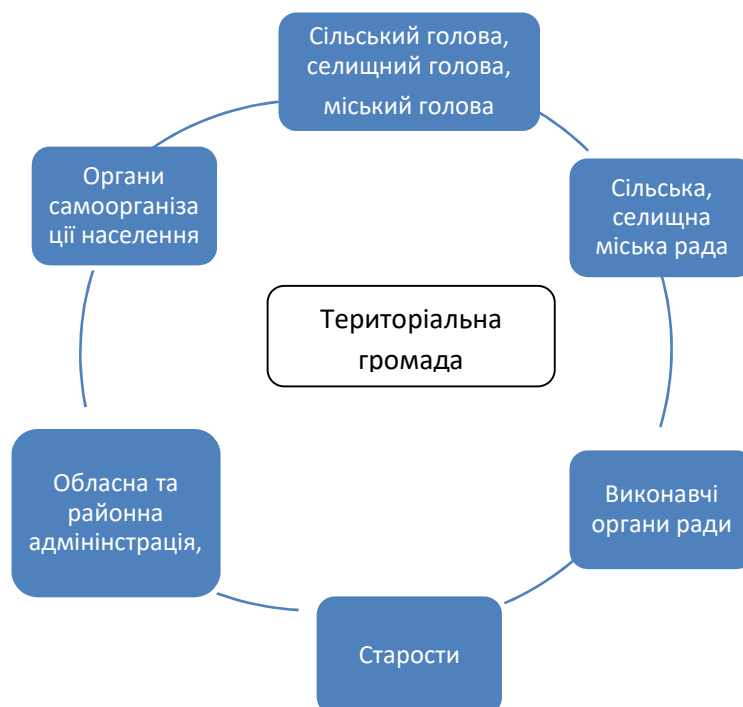 Сільський голова,
селищний голова,
міський голова
Органи
самоорганіза
ції населення
Сільська,
селищна
міська рада
Територіальна
громада
Обласна та
районна
адмінінстрація,
Виконавчі
органи ради
Старости